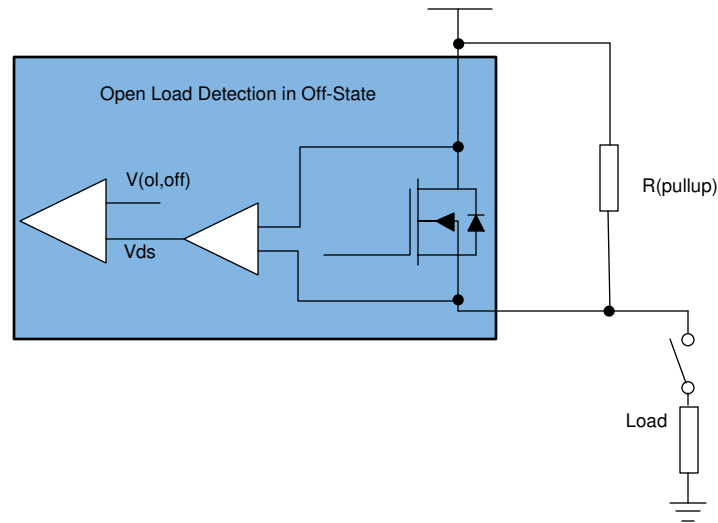 Open Load Detection in Off-State
V(ol,off)
R(pullup)
Vds
Load